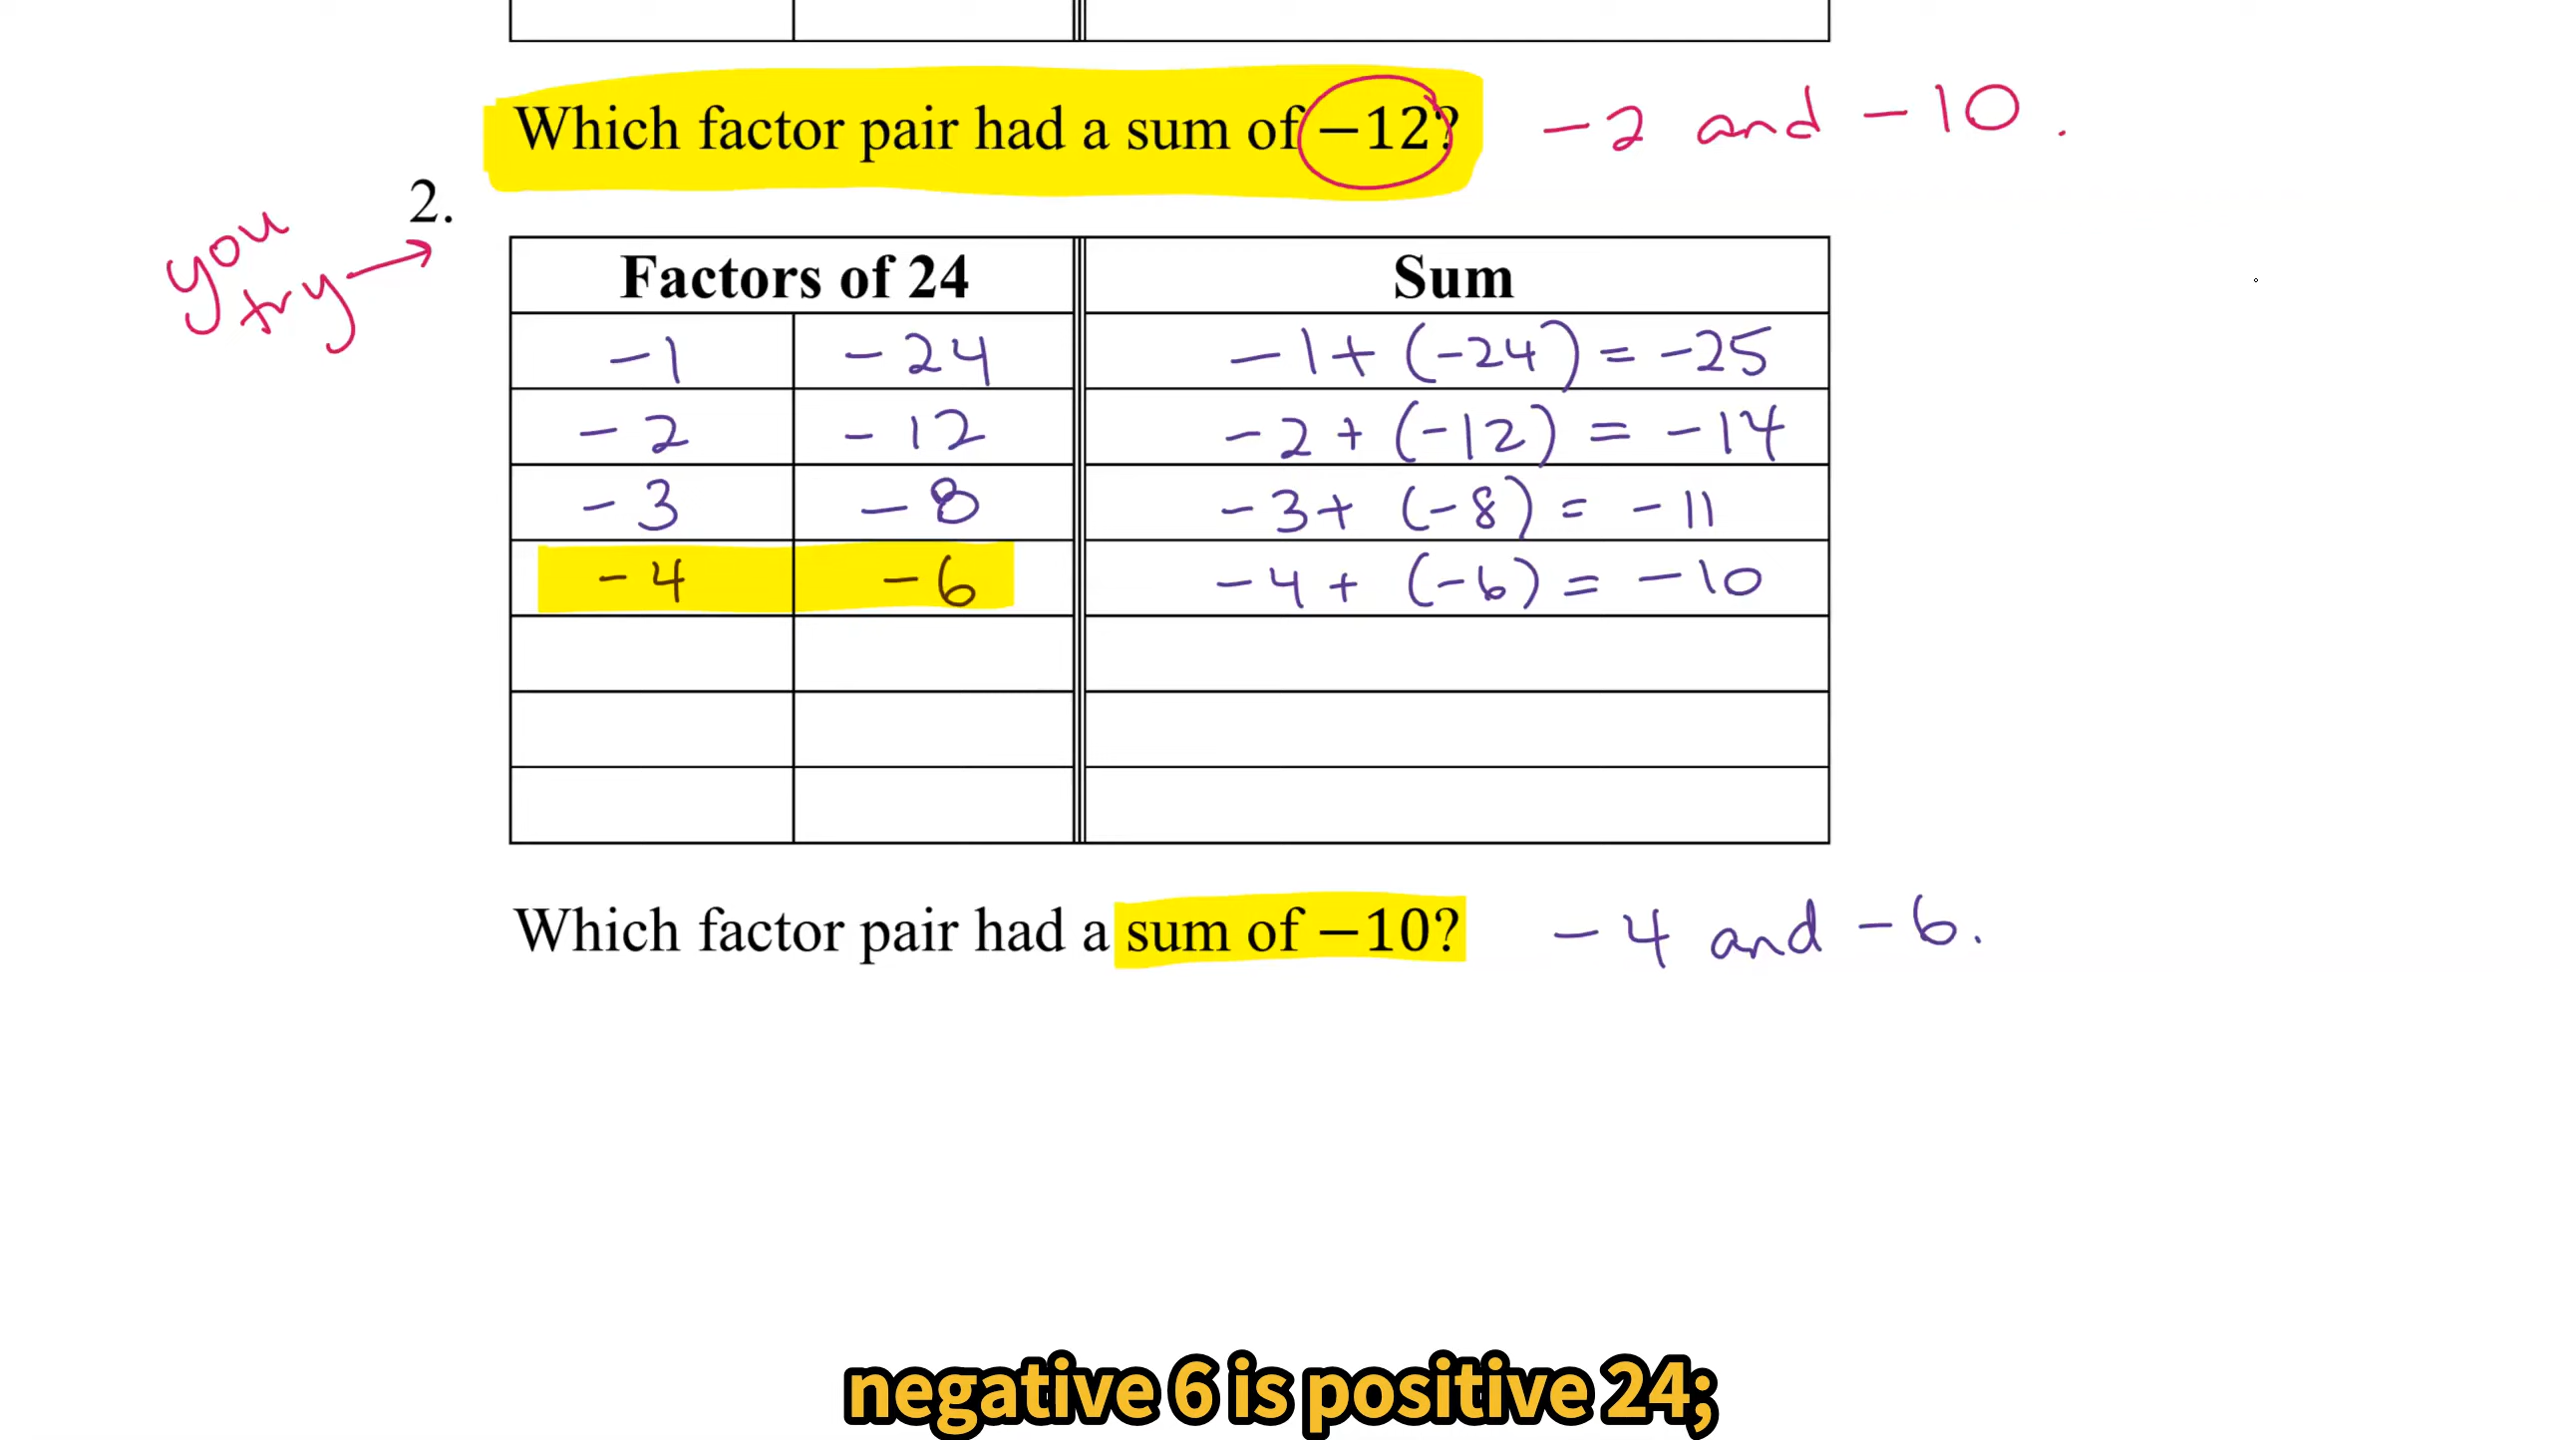 Which factor pair had a sum of −12? -2 and -10.
2.
you try →
Factors of 24 Sum
-1 -24 -1+ (-24) = -25
-2 -12 -2 + (-12) = -14
-3 -8 -3+ (-8) = -11
-4 -6 -4 + (-6) = -10
Which factor pair had a sum of −10? -4 and -6.
negative 6 is positive 24;